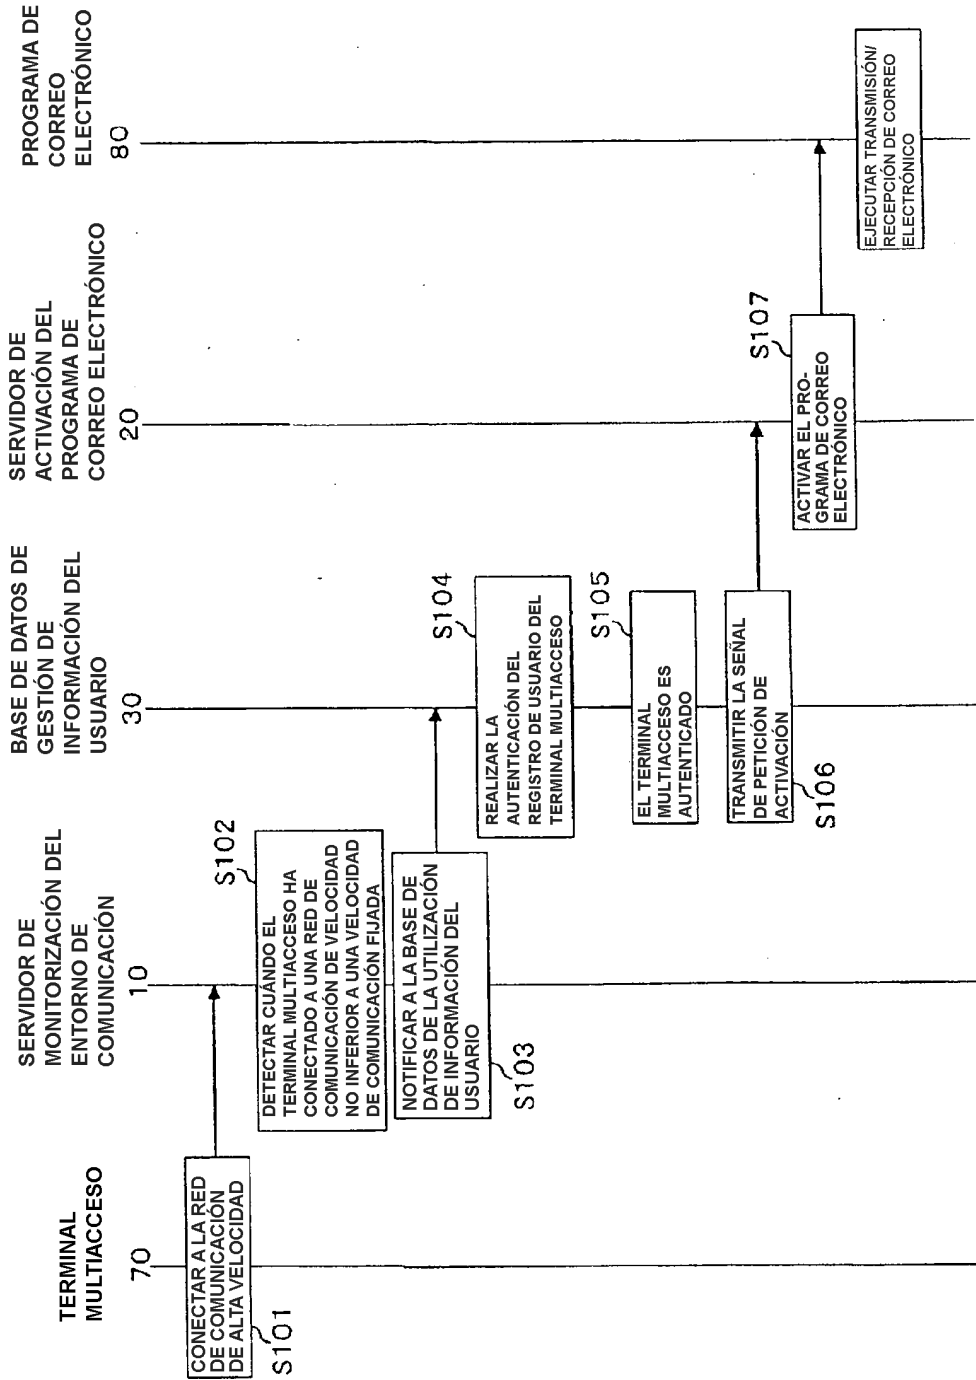 TERMINAL
MULTIACCESO
70
SERVIDOR DE
MONITORIZACIÓN DEL
ENTORNO DE
COMUNICACIÓN
10
BASE DE DATOS DE
GESTIÓN DE
INFORMACIÓN DEL
USUARIO
30
SERVIDOR DE
ACTIVACIÓN DEL
PROGRAMA DE
CORREO ELECTRÓNICO
20
PROGRAMA DE
CORREO
ELECTRÓNICO
80
CONECTAR A LA RED
DE COMUNICACIÓN
DE ALTA VELOCIDAD
S101
S102
DETECTAR CUÁNDO EL
TERMINAL MULTIACCESO HA
CONECTADO A UNA RED DE
COMUNICACIÓN DE VELOCIDAD
NO INFERIOR A UNA VELOCIDAD
DE COMUNICACIÓN FIJADA
NOTIFICAR A LA BASE DE
DATOS DE LA UTILIZACIÓN
DE INFORMACIÓN DEL
USUARIO
S103
S104
REALIZAR LA
AUTENTICACIÓN DEL
REGISTRO DE USUARIO DEL
TERMINAL MULTIACCESO
S105
EL TERMINAL
MULTIACCESO ES
AUTENTICADO
TRANSMITIR LA SEÑAL
DE PETICIÓN DE
ACTIVACIÓN
S106
S107
ACTIVAR EL PRO-
GRAMA DE CORREO
ELECTRÓNICO
EJECUTAR TRANSMISIÓN/
RECEPCIÓN DE CORREO
ELECTRÓNICO